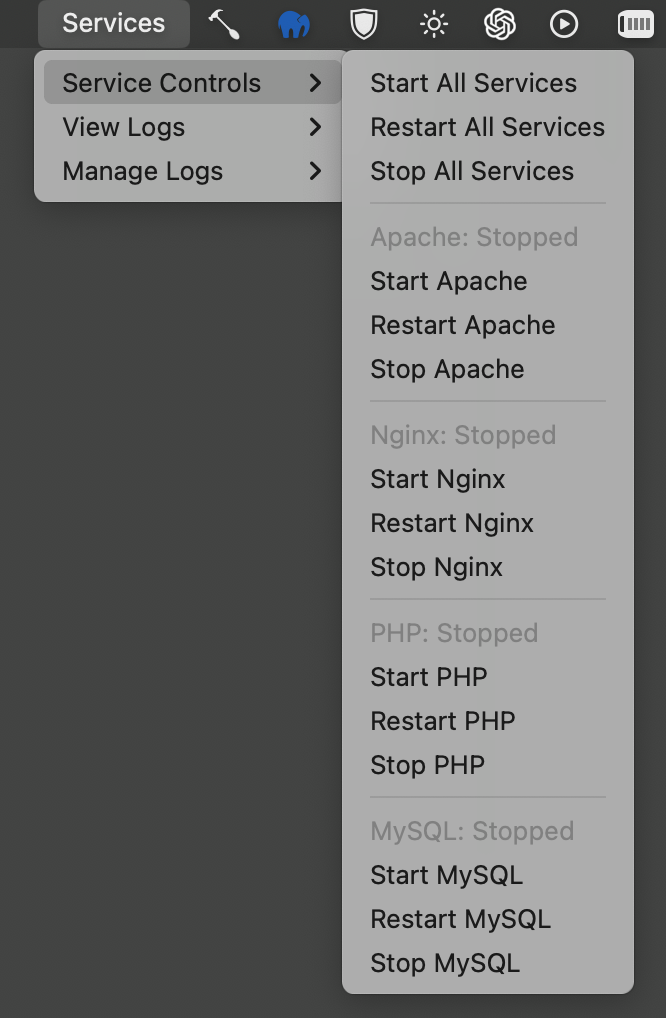 Services
Service Controls
View Logs
Manage Logs
Start All Services
Restart All Services
Stop All Services
Apache: Stopped
Start Apache
Restart Apache
Stop Apache
Nginx: Stopped
Start Nginx
Restart Nginx
Stop Nginx
PHP: Stopped
Start PHP
Restart PHP
Stop PHP
MySQL: Stopped
Start MySQL
Restart MySQL
Stop MySQL